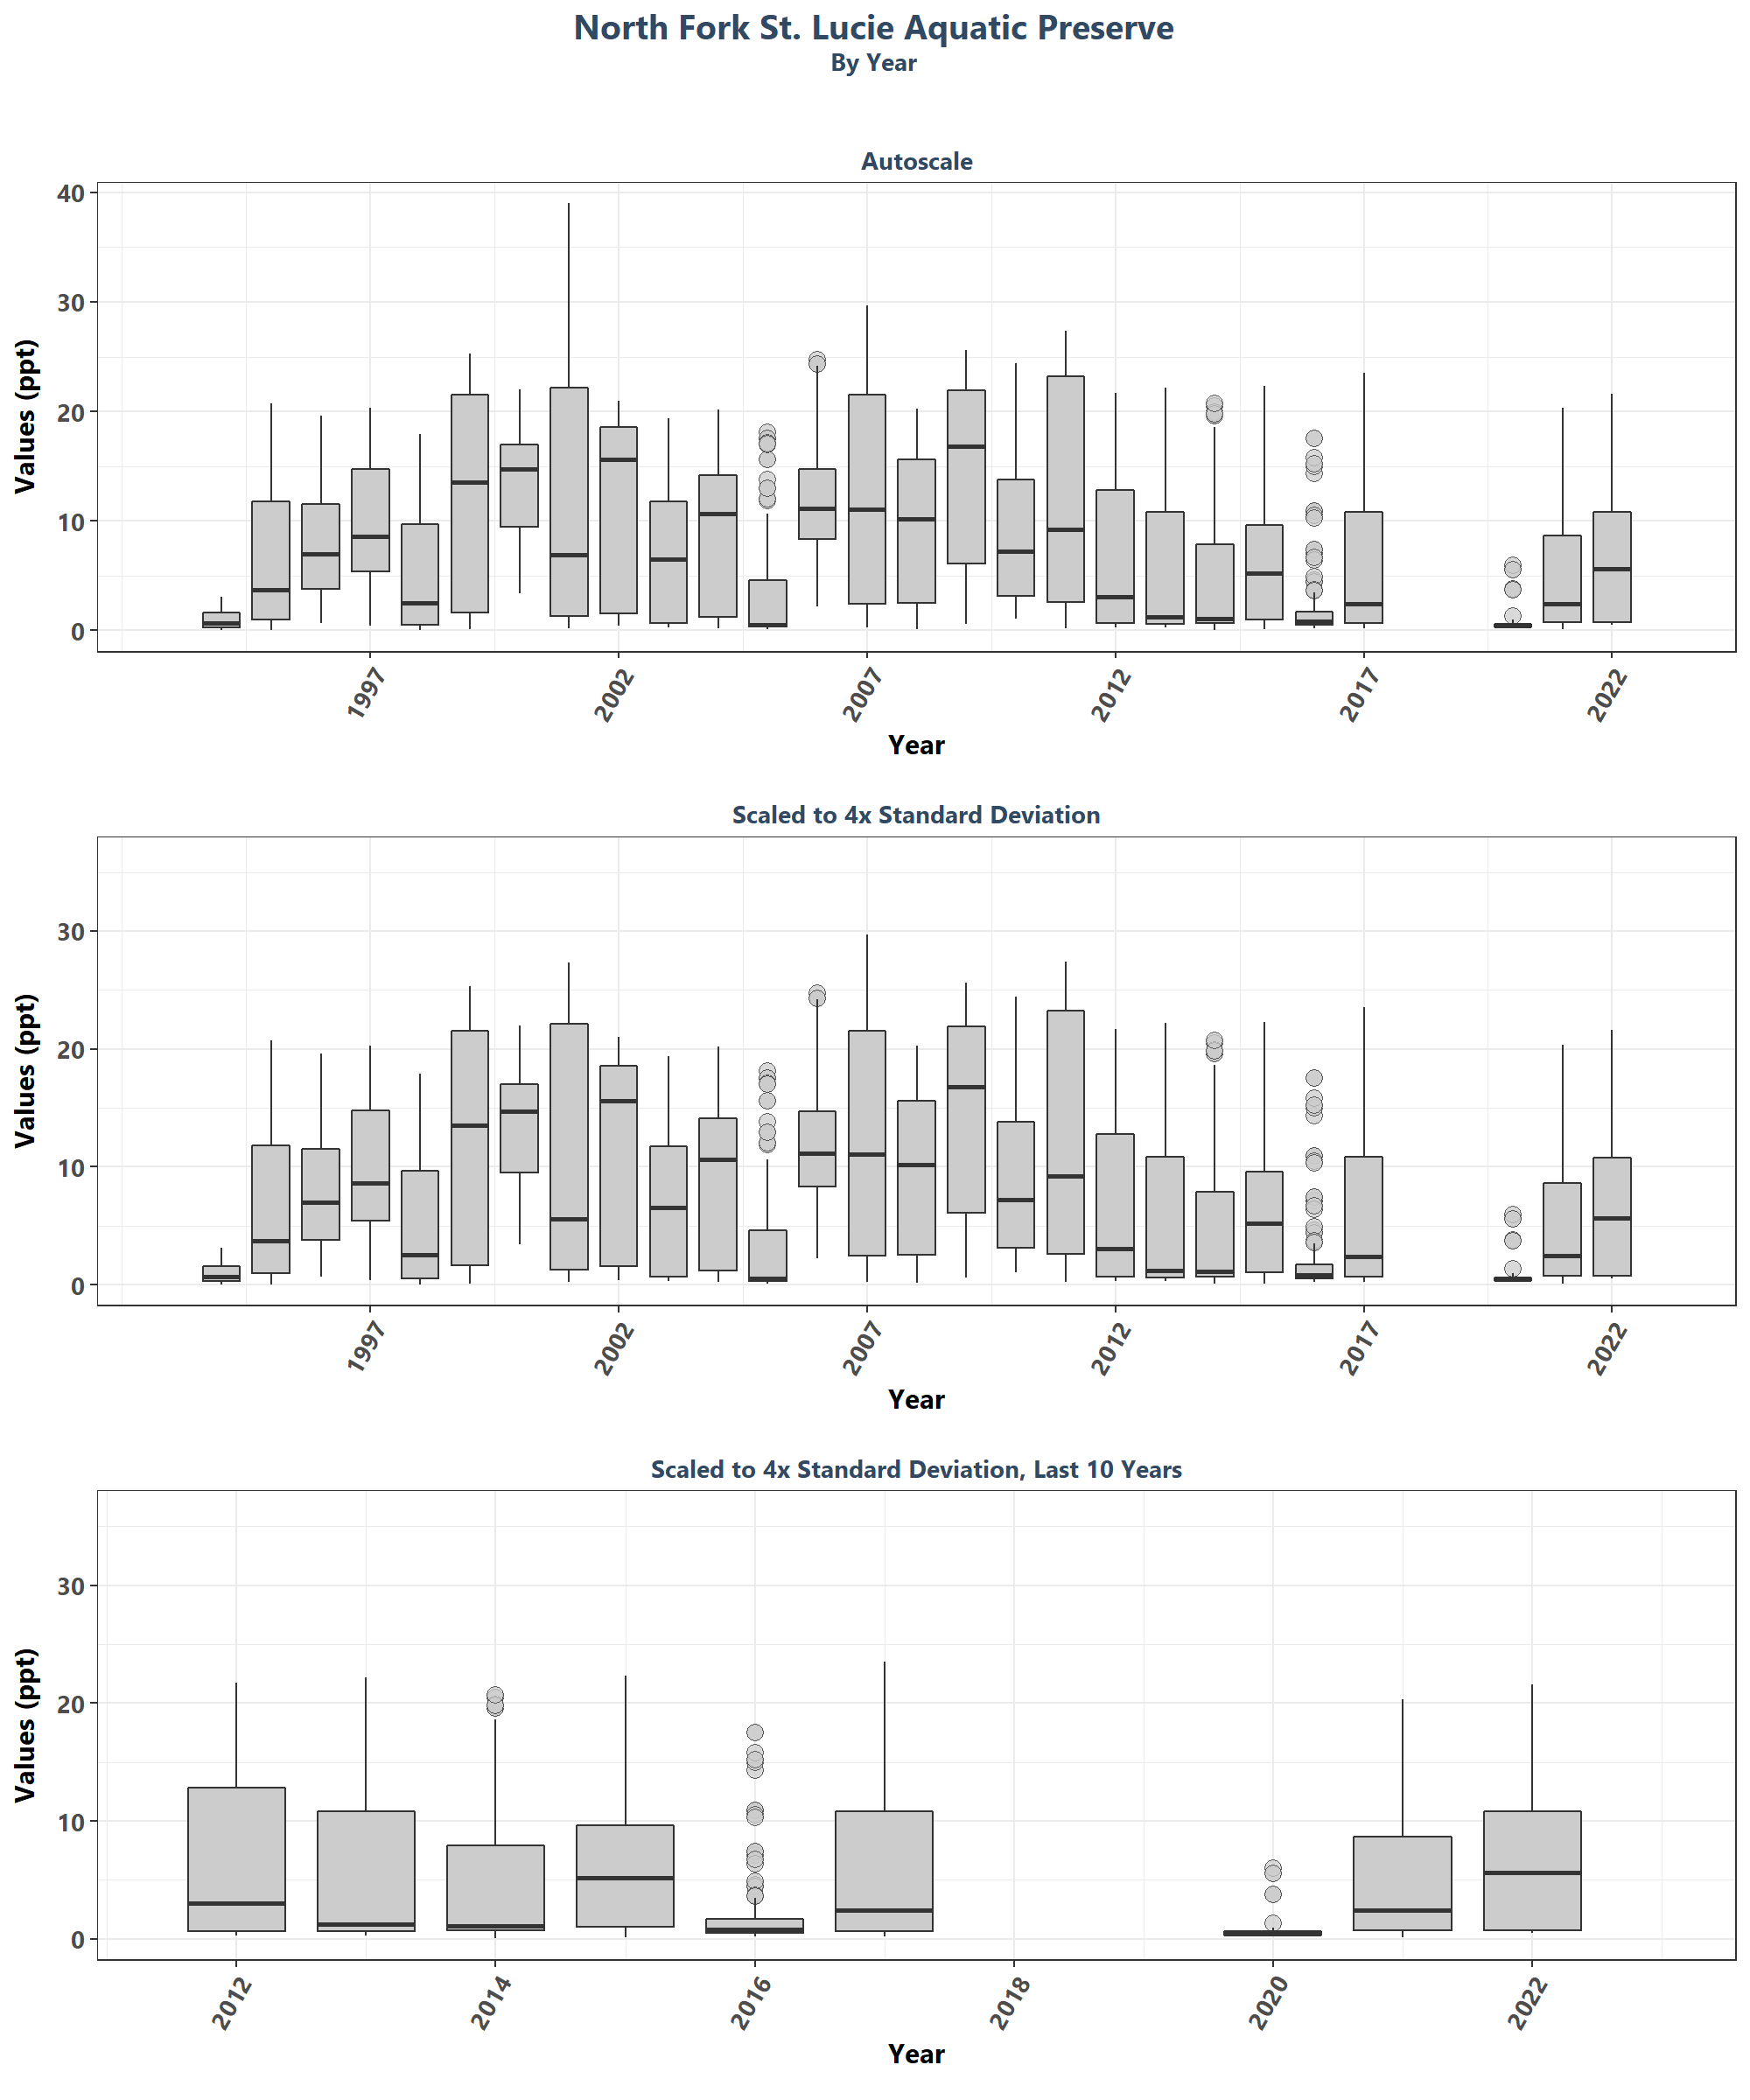 North Fork St. Lucie Aquatic Preserve
By Year
Autoscale
Values (ppt)
40
30
20
10
0
1997 2002 2007 2012 2017 2022
Year
Scaled to 4x Standard Deviation
Values (ppt)
30
20
10
0
1997 2002 2007 2012 2017 2022
Year
Scaled to 4x Standard Deviation, Last 10 Years
Values (ppt)
30
20
10
0
2012 2014 2016 2018 2020 2022
Year